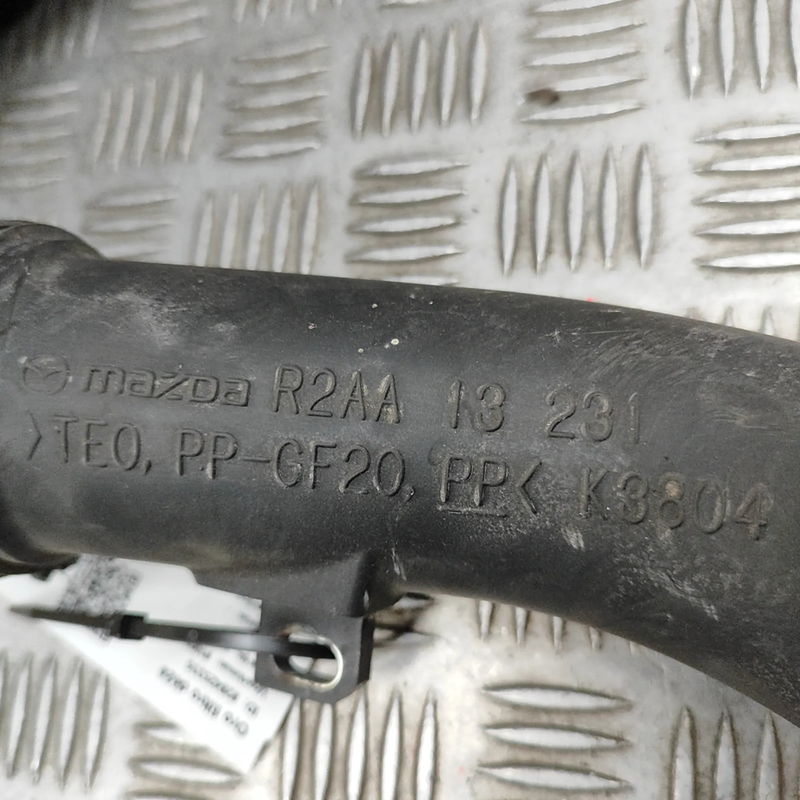 mazda R2AA 13 231
>TEO, PP-GF20, PP< K3804